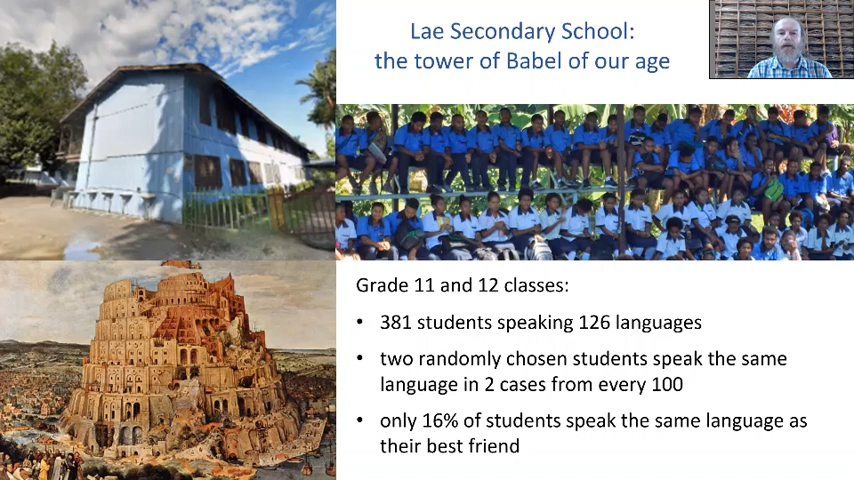 Lae Secondary School:
the tower of Babel of our age
Grade 11 and 12 classes:
• 381 students speaking 126 languages
• two randomly chosen students speak the same
language in 2 cases from every 100
• only 16% of students speak the same language as
their best friend